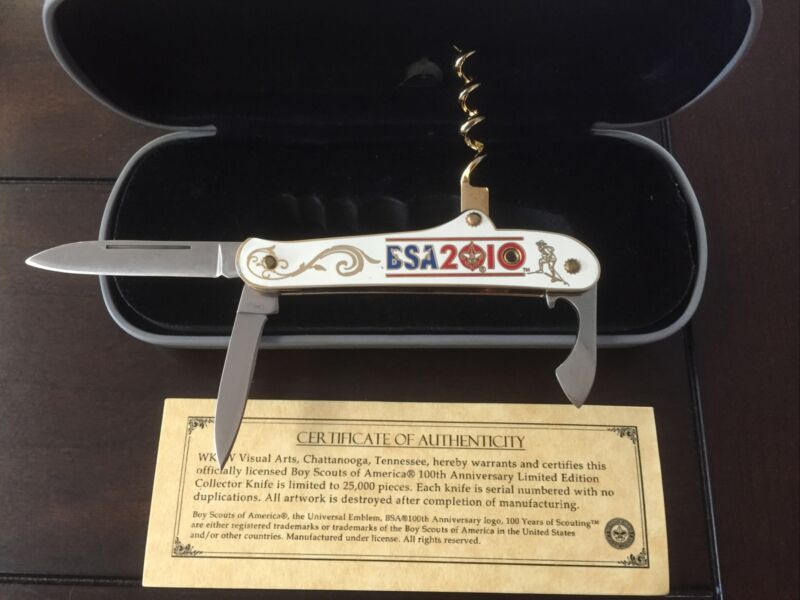 BSA2010
CERTIFICATE OF AUTHENTICITY
Visual Arts, Chattanooga, Tennessee, hereby warrants and certifies this
officially licensed Boy Scouts of America® 100th Anniversary Limited Edition
Collector Knife is limited to 25,000 pieces. Each knife is serial numbered with no
duplications. All artwork is destroyed after completion of manufacturing.
Boy Scouts of America®, the Universal Emblem, BSA®100th Anniversary logo, 100 Years of Scouting™
are either registered trademarks or trademarks of the Boy Scouts of America in the United States
and/or other countries. Manufactured under license. All rights reserved.